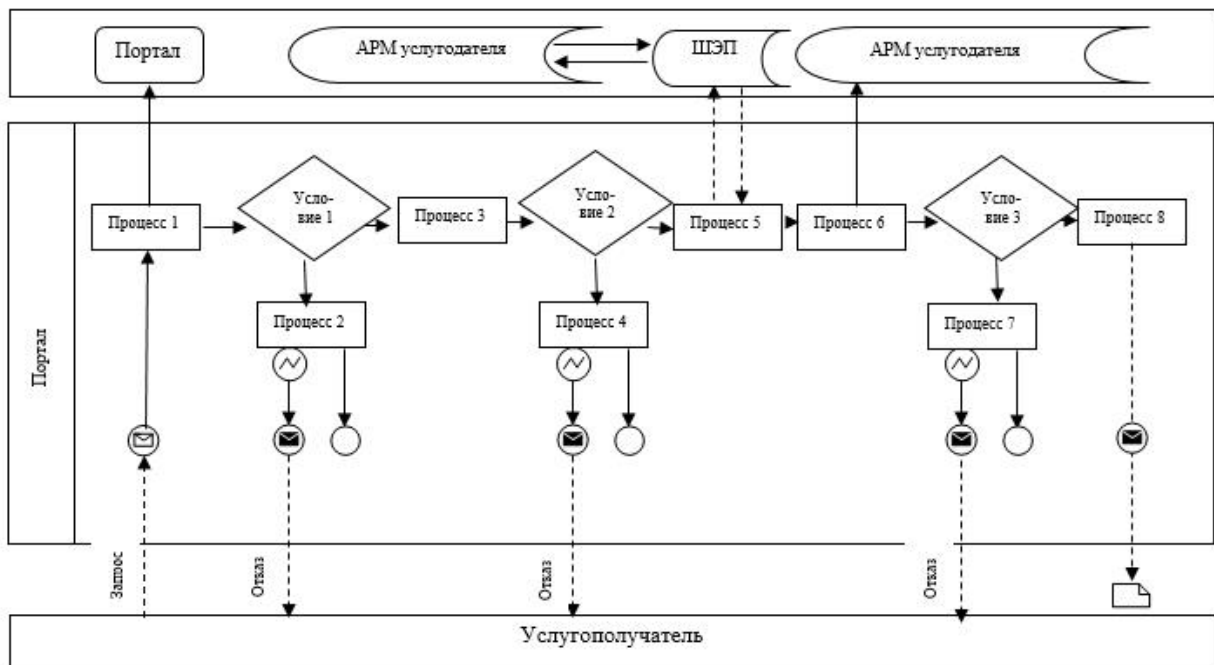 Портал
АРМ услугодателя
ШЭП
АРМ услугодателя
Портал
Процесс 1
Усло-
вие 1
Процесс 3
Усло-
вие 2
Процесс 5
Процесс 6
Усло-
вие 3
Процесс 8
Процесс 2
Процесс 4
Процесс 7
Запрос
Отказ
Отказ
Отказ
Услугополучатель